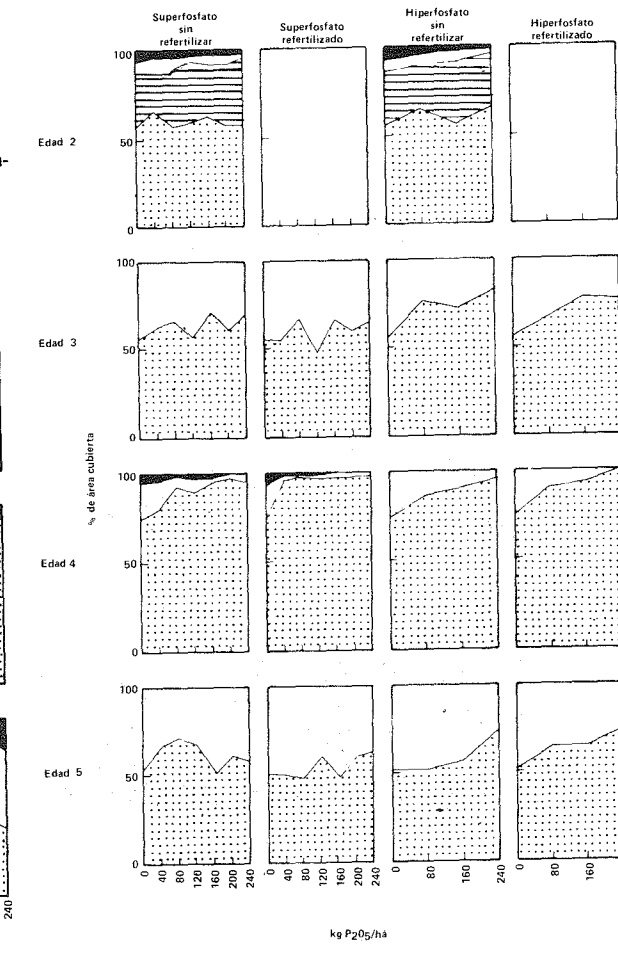 Superfosfato
sin
refertilizar
Superfosfato
refertilizado
Hiperfosfato
sin
refertilizar
Hiperfosfato
refertilizado
100
Edad 2
50
0
100
Edad 3
50
0
% de área cubierta
100
Edad 4
50
0
100
Edad 5
50
0
240
0 40 80 120 160 200 240
0 40 80 120 160 200 240
0 80 160 240
0 80 160
kg P2O5/há